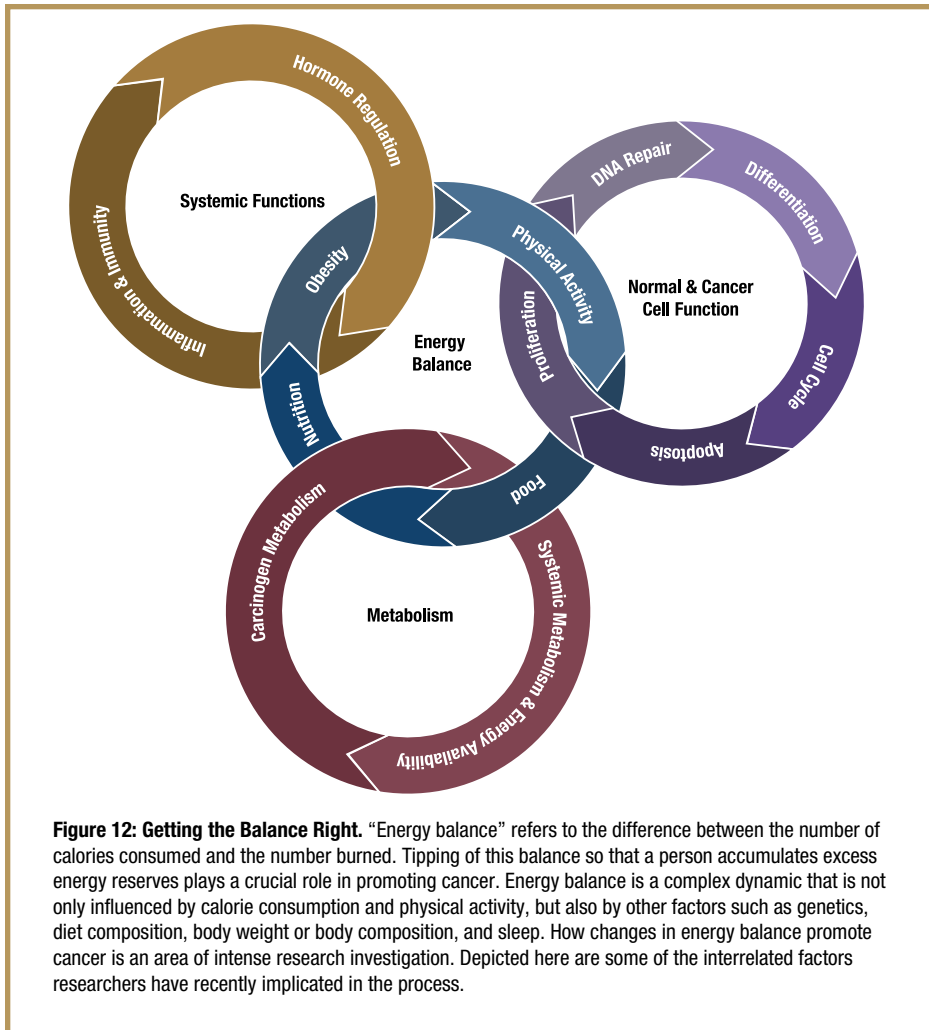 Hormone Regulation
Systemic Functions
Inflammation & Immunity
DNA Repair
Differentiation
Normal & Cancer
Cell Function
Cell Cycle
Apoptosis
Proliferation
Physical Activity
Obesity
Energy
Balance
Nutrition
Food
Carcinogen Metabolism
Metabolism
Systemic Metabolism & Energy Availability
Figure 12: Getting the Balance Right. “Energy balance” refers to the difference between the number of
calories consumed and the number burned. Tipping of this balance so that a person accumulates excess
energy reserves plays a crucial role in promoting cancer. Energy balance is a complex dynamic that is not
only influenced by calorie consumption and physical activity, but also by other factors such as genetics,
diet composition, body weight or body composition, and sleep. How changes in energy balance promote
cancer is an area of intense research investigation. Depicted here are some of the interrelated factors
researchers have recently implicated in the process.